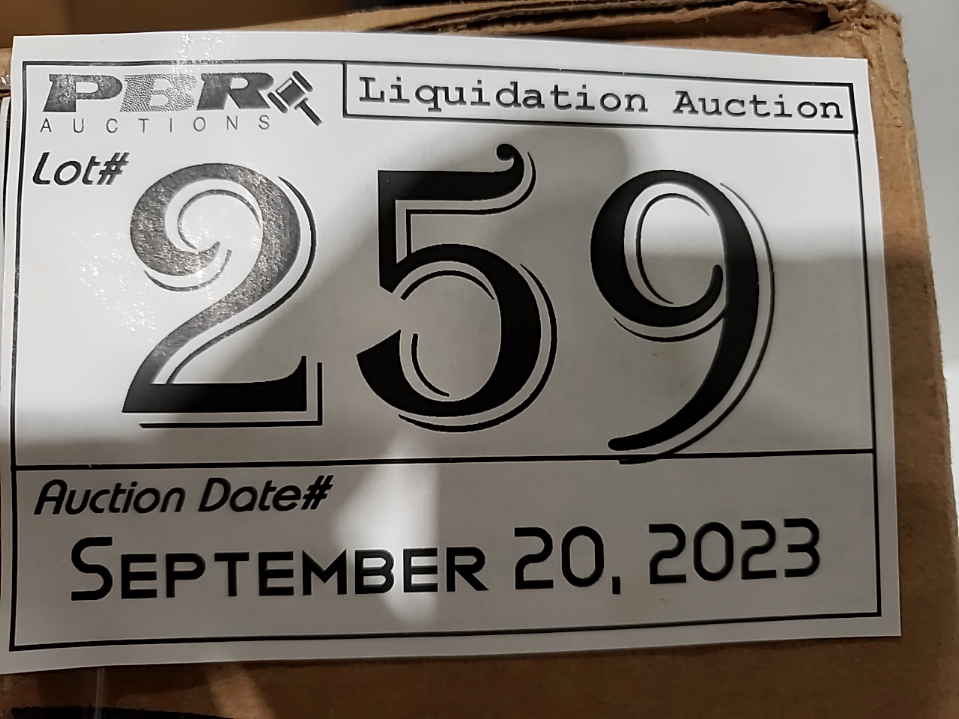 PBR
AUCTIONS
Liquidation Auction
Lot#
259
Auction Date#
September 20, 2023